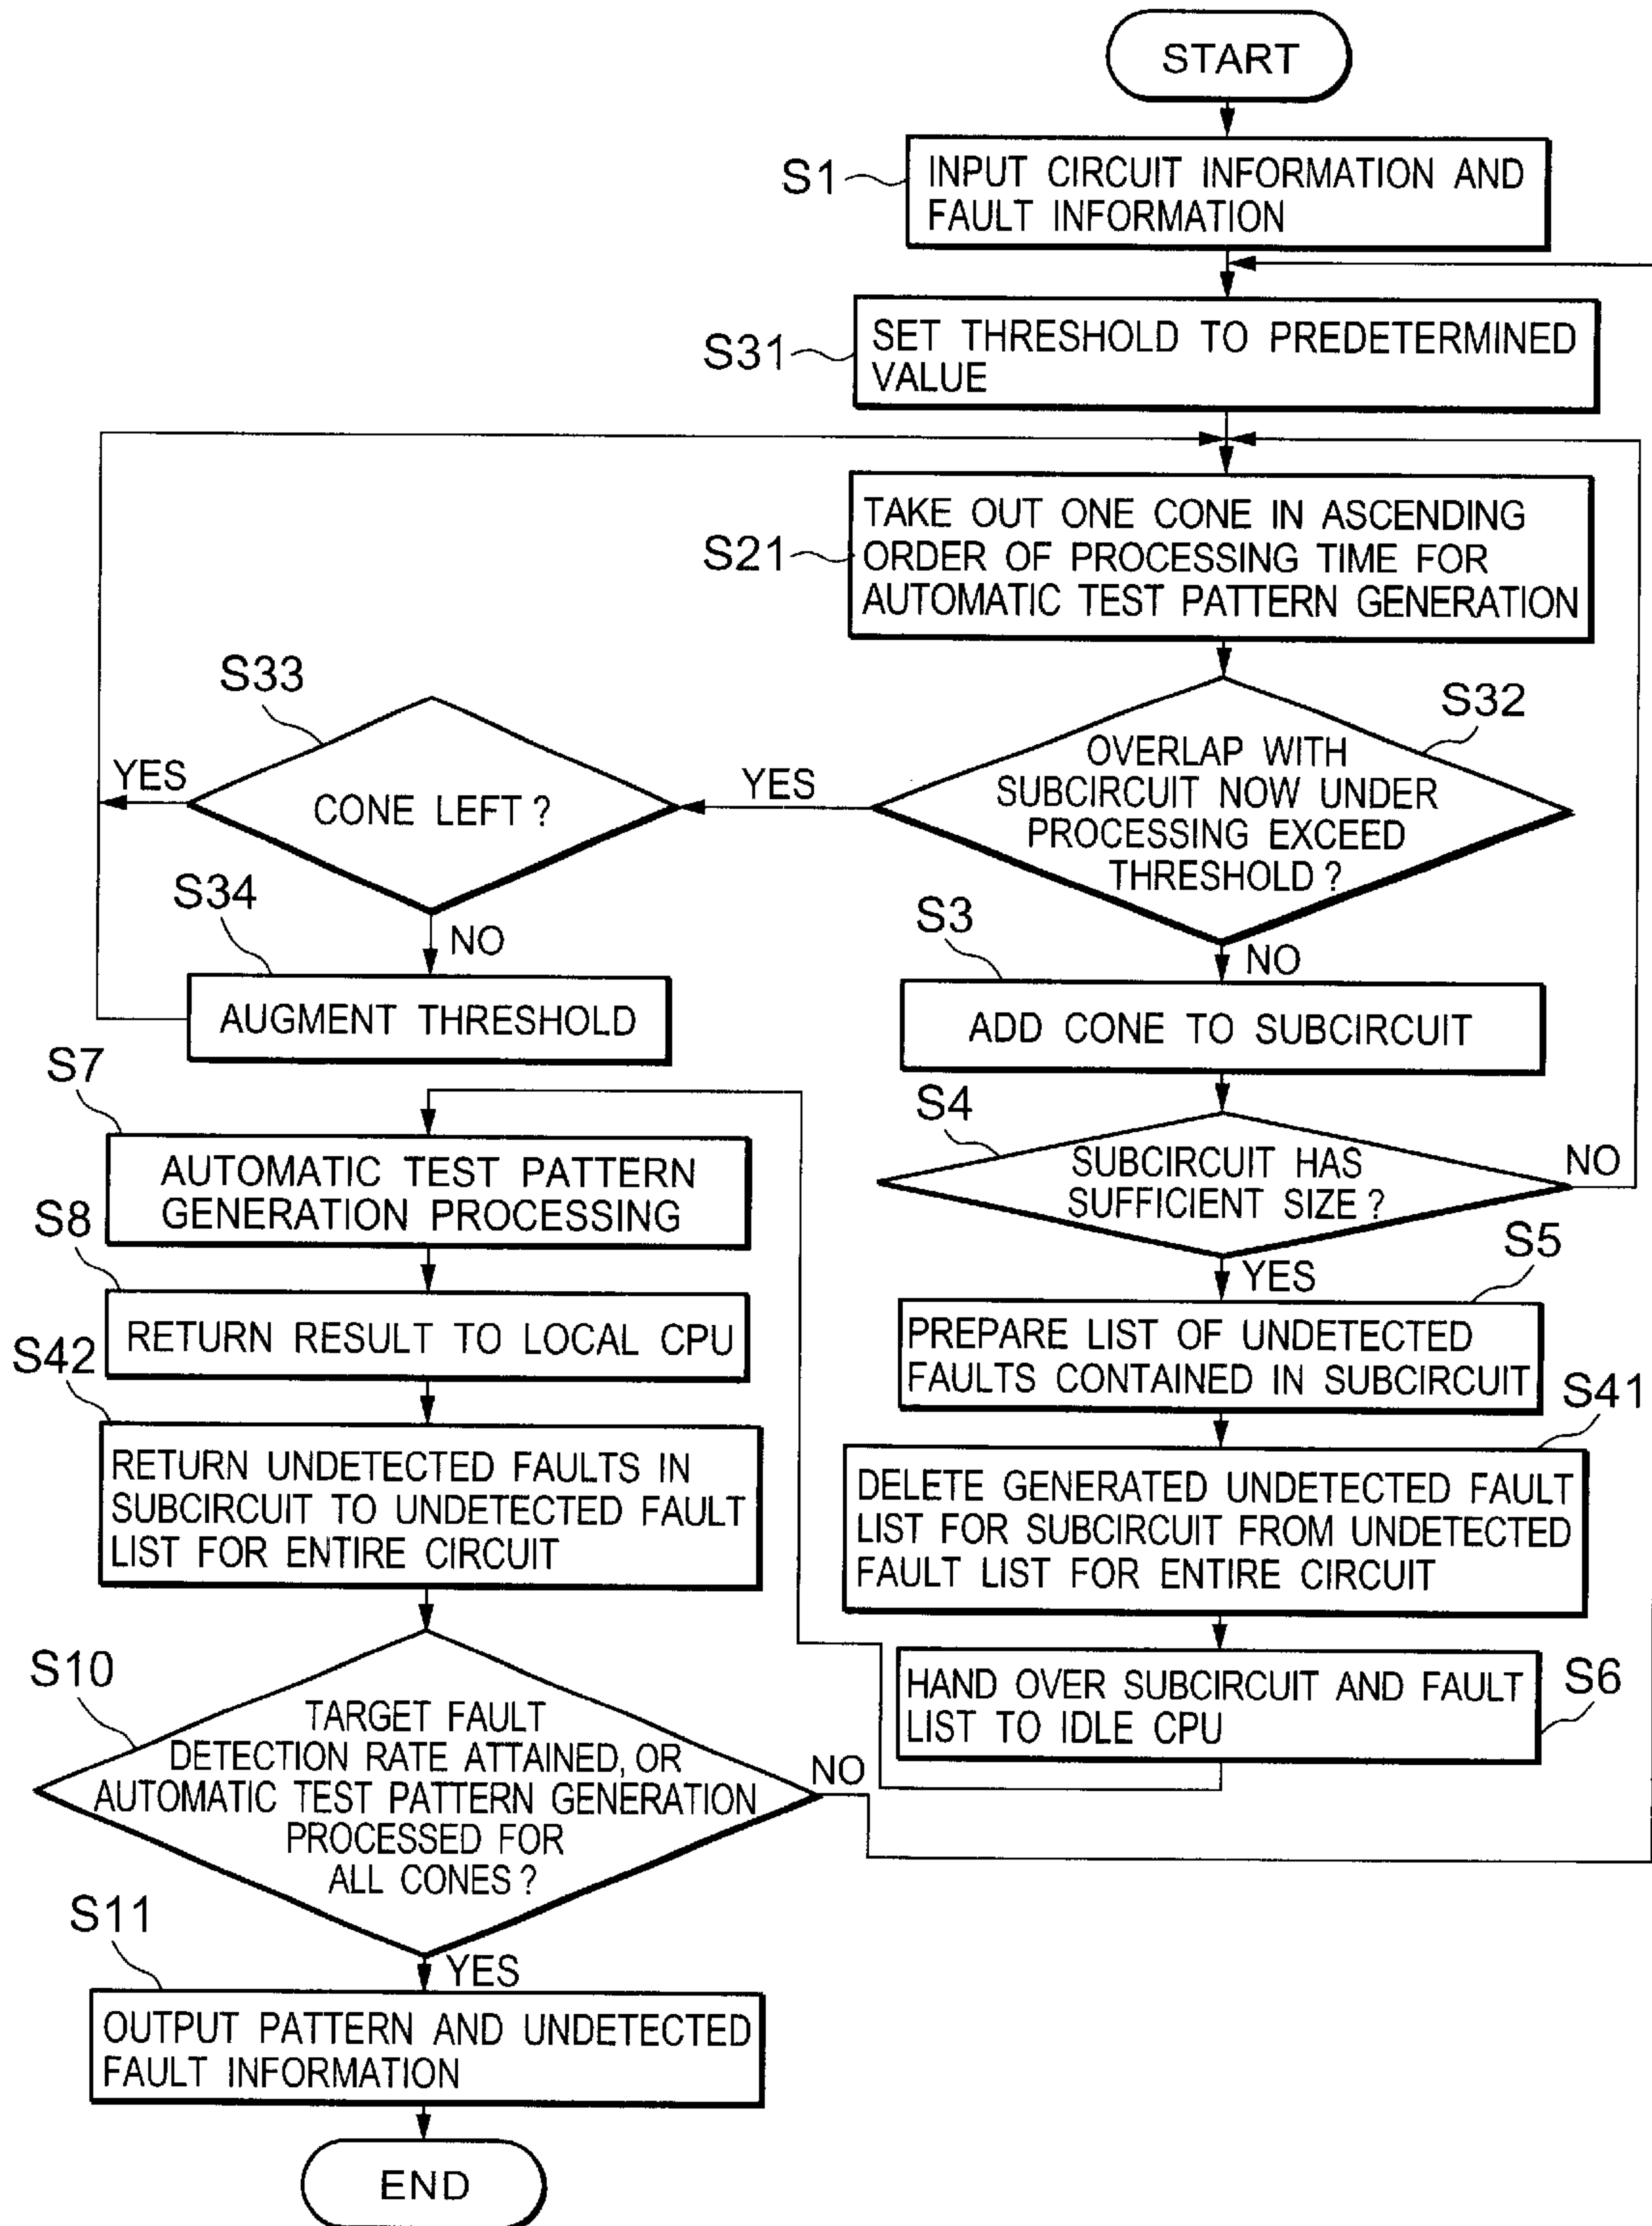 START
S1
INPUT CIRCUIT INFORMATION AND
FAULT INFORMATION
S31
SET THRESHOLD TO PREDETERMINED
VALUE
S21
TAKE OUT ONE CONE IN ASCENDING
ORDER OF PROCESSING TIME FOR
AUTOMATIC TEST PATTERN GENERATION
S32
OVERLAP WITH
SUBCIRCUIT NOW UNDER
PROCESSING EXCEED
THRESHOLD ?
YES
NO
S33
CONE LEFT ?
YES
NO
S34
AUGMENT THRESHOLD
S3
ADD CONE TO SUBCIRCUIT
S4
SUBCIRCUIT HAS
SUFFICIENT SIZE ?
NO
YES
S5
PREPARE LIST OF UNDETECTED
FAULTS CONTAINED IN SUBCIRCUIT
S41
DELETE GENERATED UNDETECTED FAULT
LIST FOR SUBCIRCUIT FROM UNDETECTED
FAULT LIST FOR ENTIRE CIRCUIT
S6
HAND OVER SUBCIRCUIT AND FAULT
LIST TO IDLE CPU
S7
AUTOMATIC TEST PATTERN
GENERATION PROCESSING
S8
RETURN RESULT TO LOCAL CPU
S42
RETURN UNDETECTED FAULTS IN
SUBCIRCUIT TO UNDETECTED FAULT
LIST FOR ENTIRE CIRCUIT
S10
TARGET FAULT
DETECTION RATE ATTAINED, OR
AUTOMATIC TEST PATTERN GENERATION
PROCESSED FOR
ALL CONES ?
NO
YES
S11
OUTPUT PATTERN AND UNDETECTED
FAULT INFORMATION
END